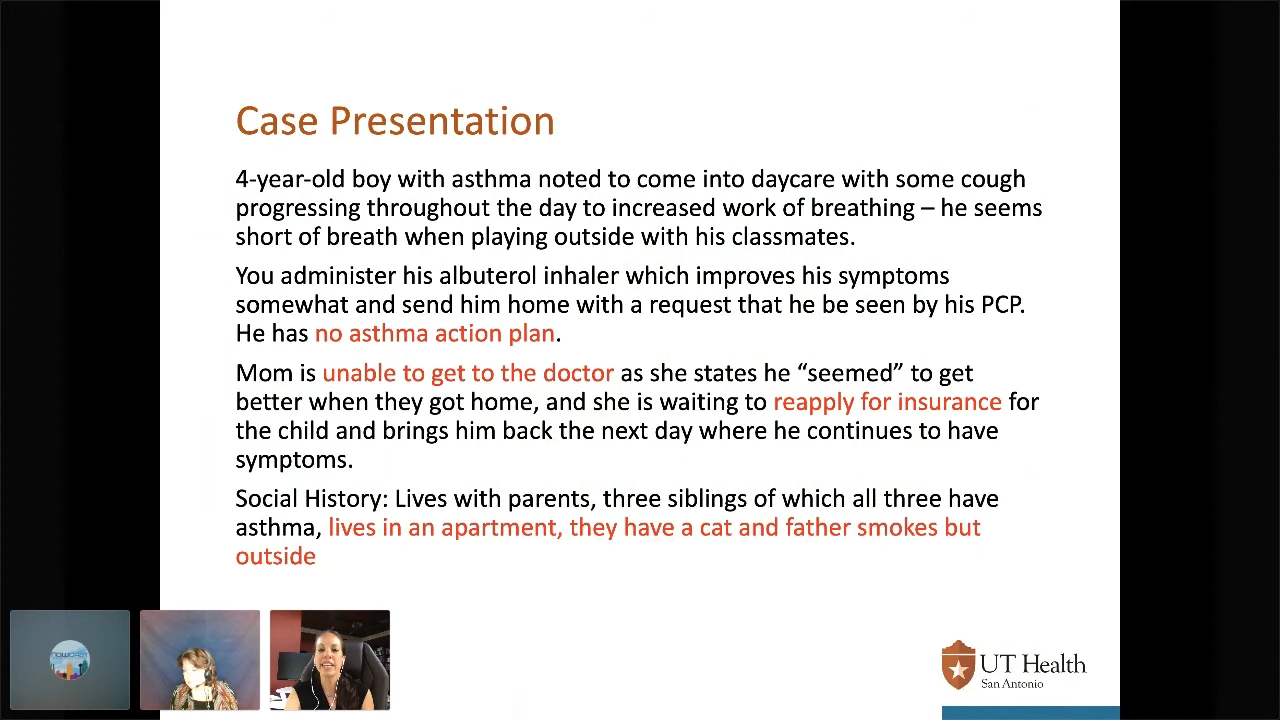 Case Presentation
4-year-old boy with asthma noted to come into daycare with some cough
progressing throughout the day to increased work of breathing – he seems
short of breath when playing outside with his classmates.
You administer his albuterol inhaler which improves his symptoms
somewhat and send him home with a request that he be seen by his PCP.
He has no asthma action plan.
Mom is unable to get to the doctor as she states he “seemed” to get
better when they got home, and she is waiting to reapply for insurance for
the child and brings him back the next day where he continues to have
symptoms.
Social History: Lives with parents, three siblings of which all three have
asthma, lives in an apartment, they have a cat and father smokes but
outside
NOWCAST
UT Health
San Antonio